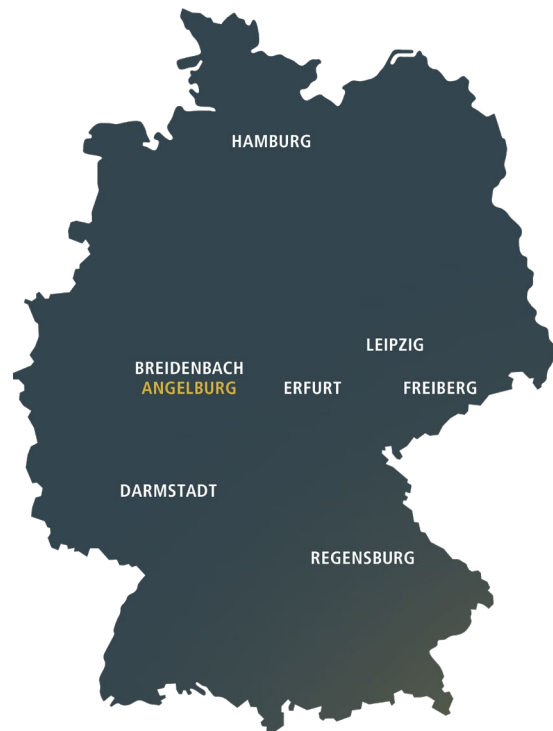 HAMBURG
LEIPZIG
BREIDENBACH
ANGELBURG
ERFURT
FREIBERG
DARMSTADT
REGENSBURG